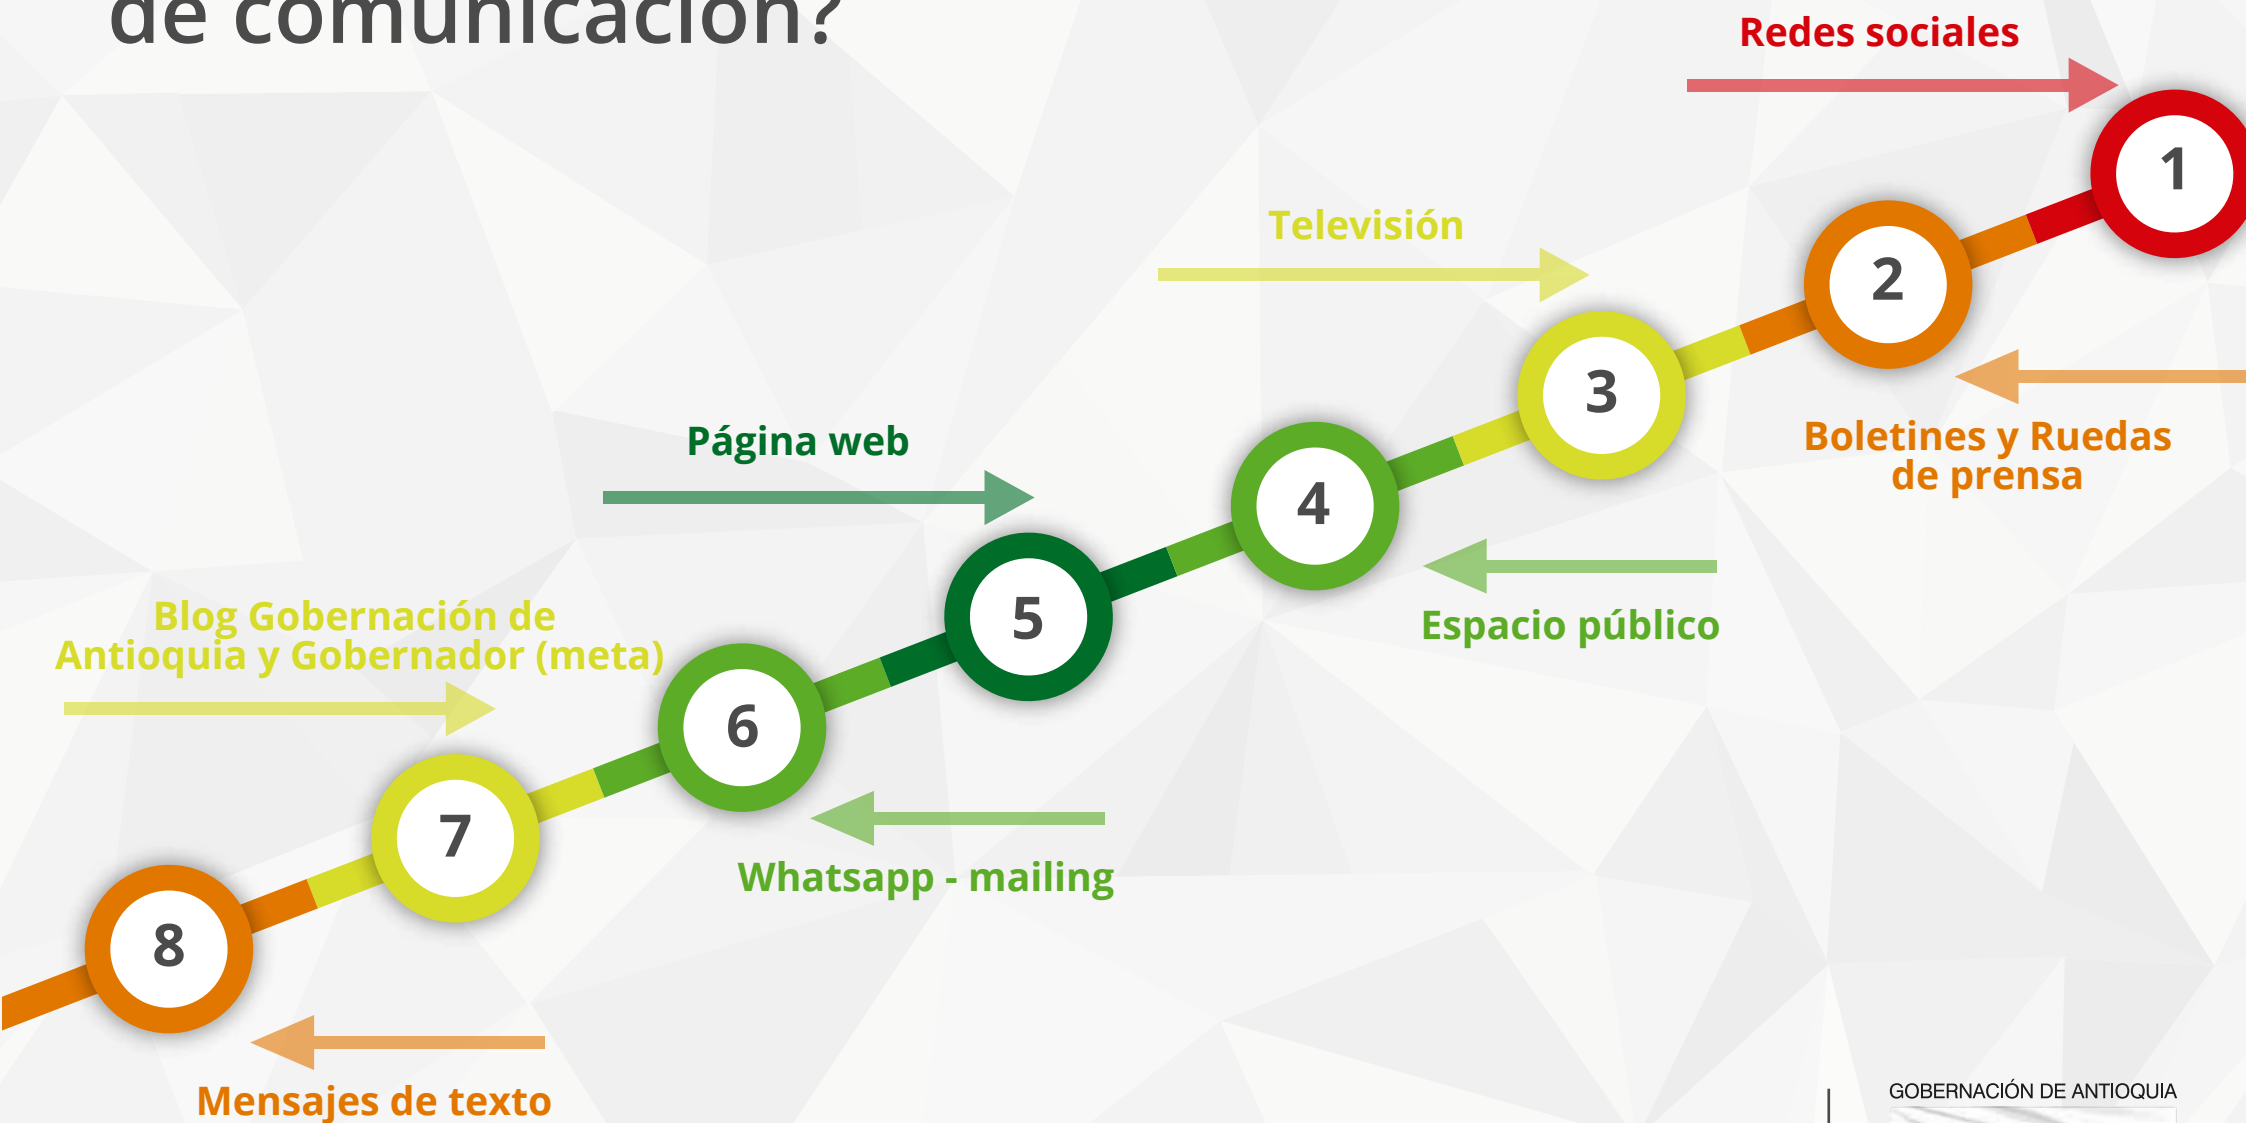 de comunicación?
Redes sociales
1
2
Boletines y Ruedas
de prensa
Televisión
3
4
Espacio público
Página web
5
6
Whatsapp - mailing
Blog Gobernación de
Antioquia y Gobernador (meta)
7
8
Mensajes de texto
GOBERNACIÓN DE ANTIOQUIA